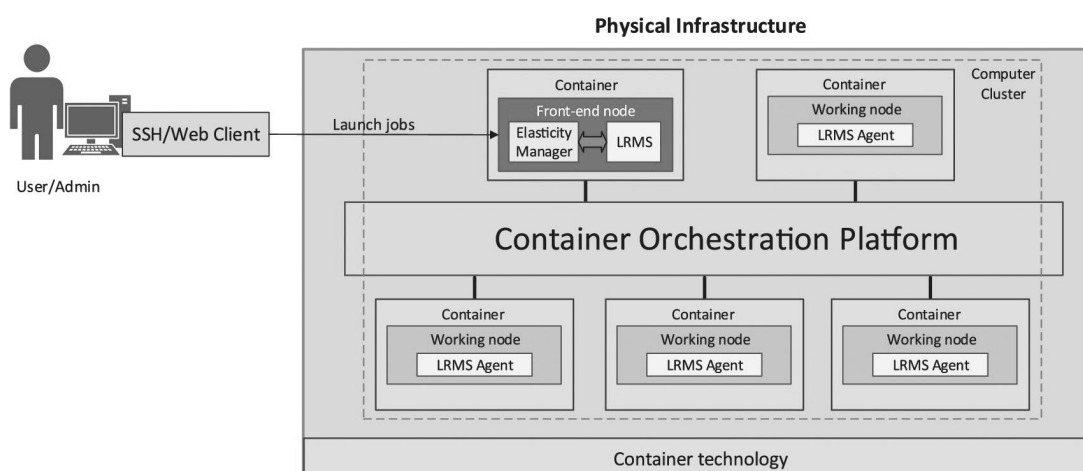 Physical Infrastructure
Computer
Cluster
Container
Front-end node
Elasticity
Manager
LRMS
Container
Working node
LRMS Agent
SSH/Web Client
Launch jobs
User/Admin
Container Orchestration Platform
Container
Working node
LRMS Agent
Container
Working node
LRMS Agent
Container
Working node
LRMS Agent
Container technology